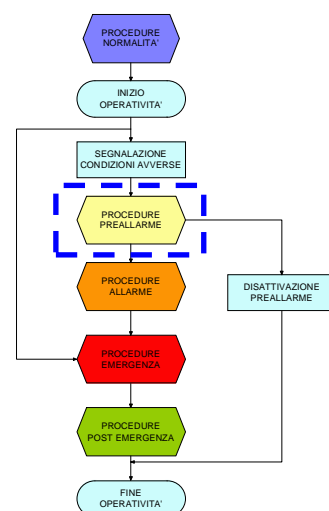 PROCEDURE
NORMALITA'
INIZIO
OPERATIVITA'
SEGNALAZIONE
CONDIZIONI AVVERSE
PROCEDURE
PREALLARME
PROCEDURE
ALLARME
DISATTIVAZIONE
PREALLARME
PROCEDURE
EMERGENZA
PROCEDURE
POST EMERGENZA
FINE
OPERATIVITA'